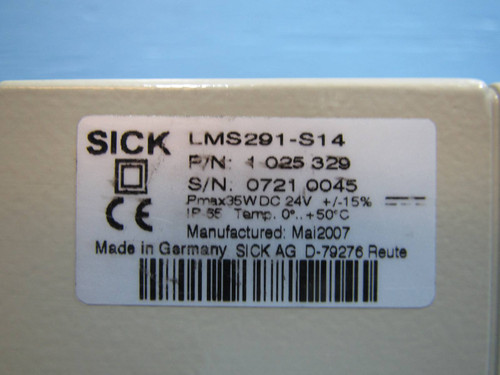 SICK LMS291-S14
P/N: 1 025 329
S/N: 0721 0045
Pmax35W DC 24V +/-15%
CE IP 65 Temp. 0°..+50°C
Manufactured: Mai2007
Made in Germany SICK AG D-79276 Reute